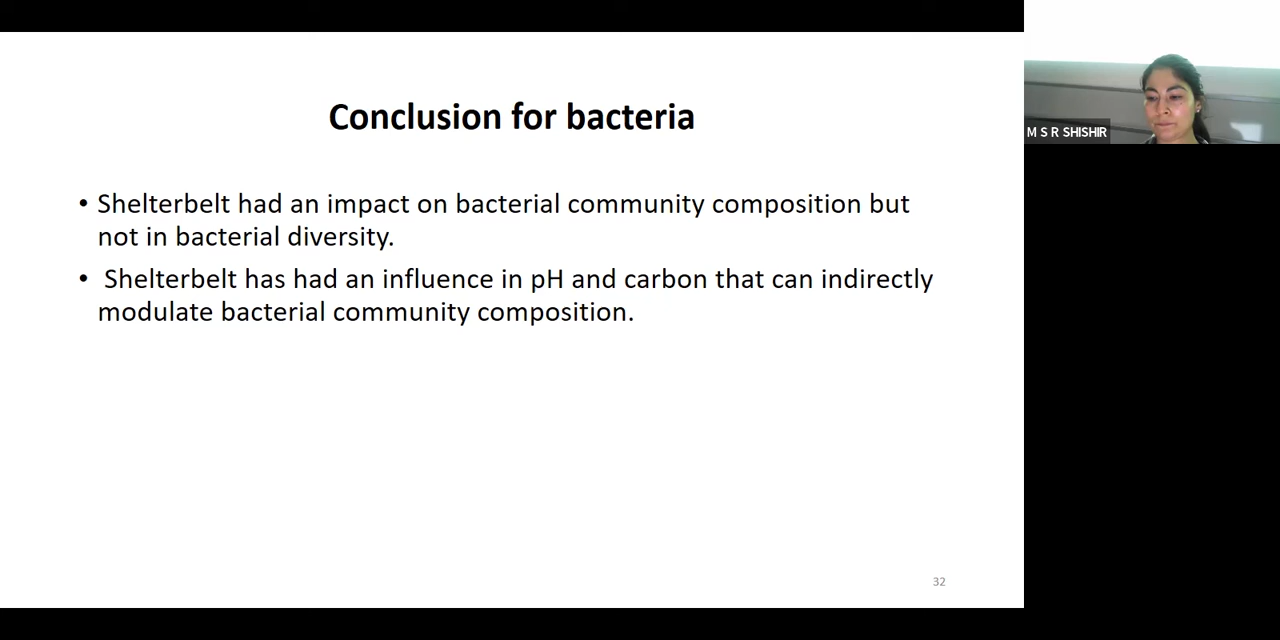 Conclusion for bacteria
• Shelterbelt had an impact on bacterial community composition but
not in bacterial diversity.
• Shelterbelt has had an influence in pH and carbon that can indirectly
modulate bacterial community composition.
32
M S R SHISHIR